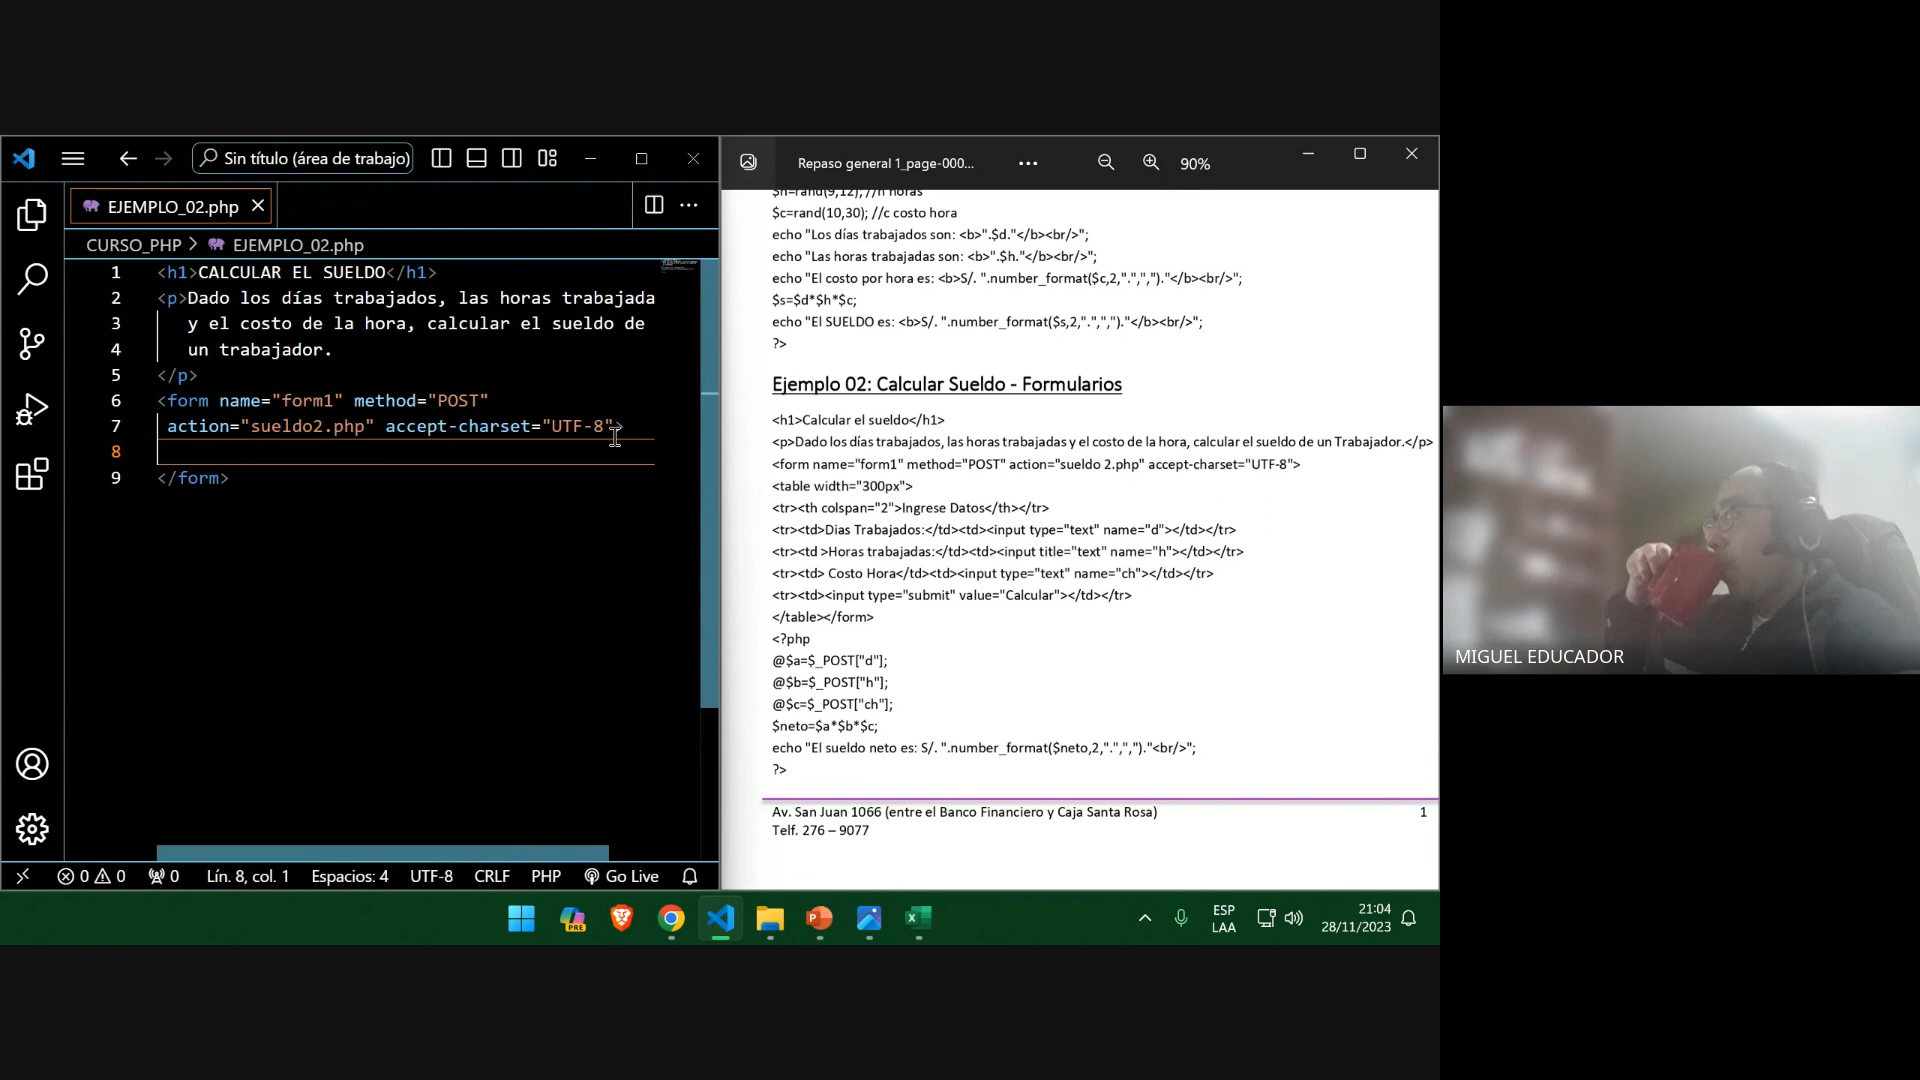 Sin título (área de trabajo)
EJEMPLO_02.php
CURSO_PHP > EJEMPLO_02.php
1 <h1>CALCULAR EL SUELDO</h1>
2 <p>Dado los días trabajados, las horas trabajada
3 y el costo de la hora, calcular el sueldo de
4 un trabajador.
5 </p>
6 <form name="form1" method="POST"
7 action="sueldo2.php" accept-charset="UTF-8">
8
9 </form>
0 0 0 Lín. 8, col. 1 Espacios: 4 UTF-8 CRLF PHP Go Live
Repaso general 1_page-000... 90%
$h=rand(9,12); //h horas
$c=rand(10,30); //c costo hora
echo "Los días trabajados son: <b>".$d."</b><br/>";
echo "Las horas trabajadas son: <b>".$h."</b><br/>";
echo "El costo por hora es: <b>S/. ".number_format($c,2,".",",")."</b><br/>";
$s=$d*$h*$c;
echo "El SUELDO es: <b>S/. ".number_format($s,2,".",",")."</b><br/>";
?>
Ejemplo 02: Calcular Sueldo - Formularios
<h1>Calcular el sueldo</h1>
<p>Dado los días trabajados, las horas trabajadas y el costo de la hora, calcular el sueldo de un Trabajador.</p>
<form name="form1" method="POST" action="sueldo 2.php" accept-charset="UTF-8">
<table width="300px">
<tr><th colspan="2">Ingrese Datos</th></tr>
<tr><td>Dias Trabajados:</td><td><input type="text" name="d"></td></tr>
<tr><td >Horas trabajadas:</td><td><input title="text" name="h"></td></tr>
<tr><td> Costo Hora</td><td><input type="text" name="ch"></td></tr>
<tr><td><input type="submit" value="Calcular"></td></tr>
</table></form>
<?php
@$a=$_POST["d"];
@$b=$_POST["h"];
@$c=$_POST["ch"];
$neto=$a*$b*$c;
echo "El sueldo neto es: S/. ".number_format($neto,2,".",",")."<br/>";
?>
Av. San Juan 1066 (entre el Banco Financiero y Caja Santa Rosa) 1
Telf. 276 – 9077
MIGUEL EDUCADOR
PRE
ESP
LAA
21:04
28/11/2023